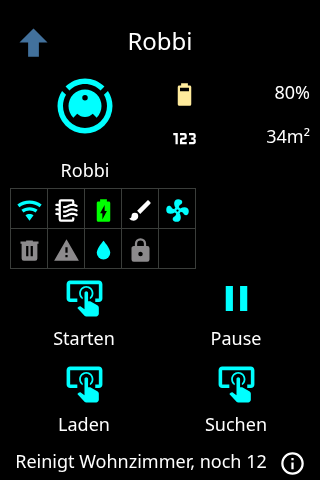 Robbi
80%
123
34m²
Robbi
Starten
Pause
Laden
Suchen
Reinigt Wohnzimmer, noch 12